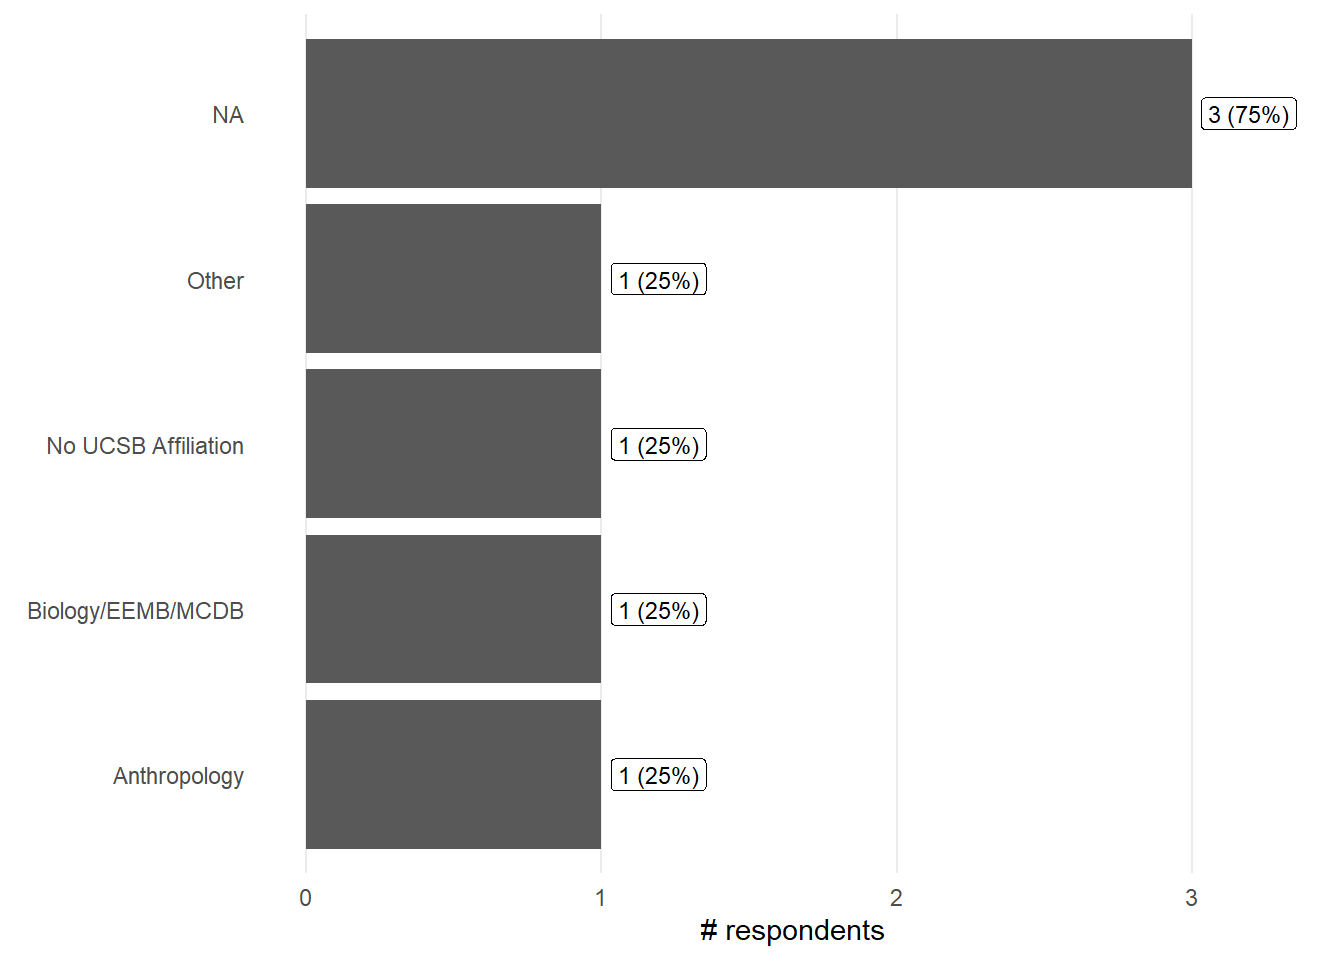 NA
3 (75%)
Other
1 (25%)
No UCSB Affiliation
1 (25%)
Biology/EEMB/MCDB
1 (25%)
Anthropology
1 (25%)
0 1 2 3
# respondents